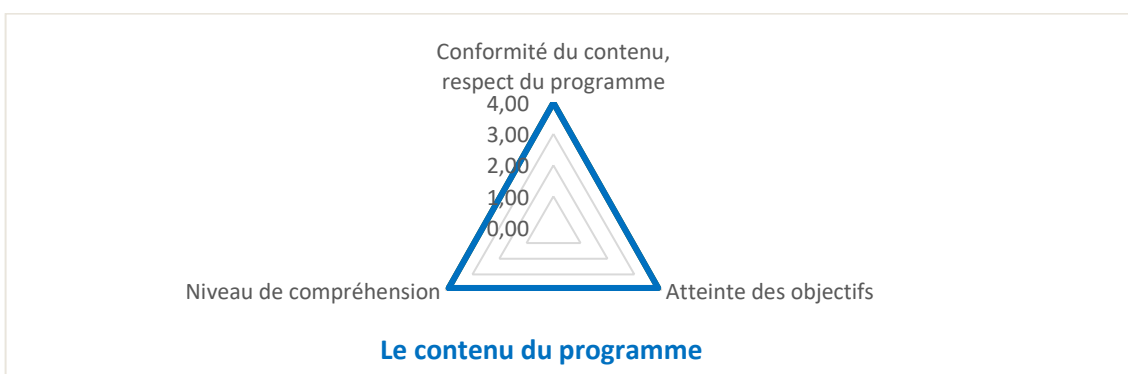 Conformité du contenu,
respect du programme
4,00
3,00
2,00
1,00
0,00
Niveau de compréhension
Atteinte des objectifs
Le contenu du programme